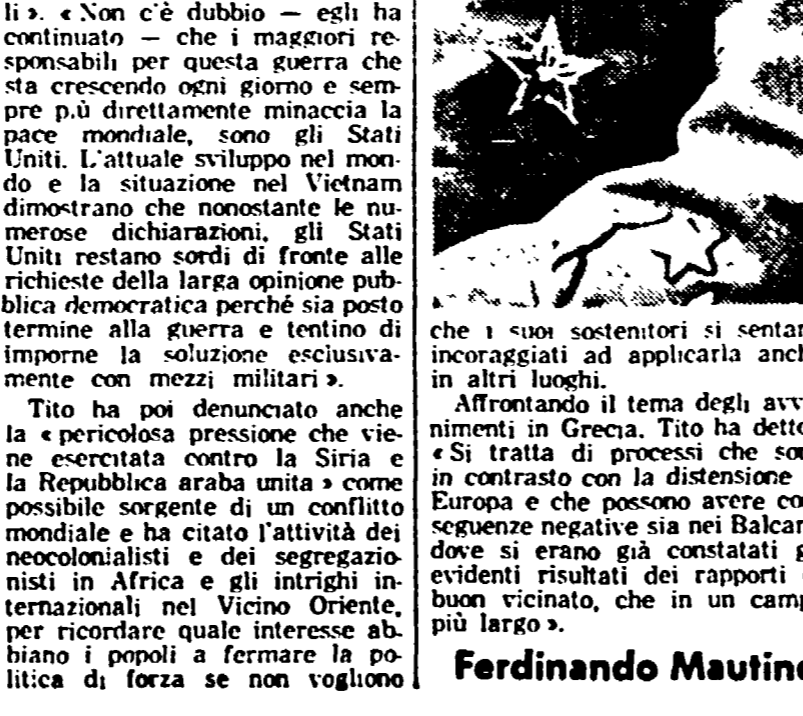 li ». « Non c'è dubbio — egli ha
continuato — che i maggiori re-
sponsabili per questa guerra che
sta crescendo ogni giorno e sem-
pre p.ù direttamente minaccia la
pace mondiale, sono gli Stati
Uniti. L'attuale sviluppo nel mon-
do e la situazione nel Vietnam
dimostrano che nonostante le nu-
merose dichiarazioni, gli Stati
Uniti restano sordi di fronte alle
richieste della larga opinione pub-
blica democratica perché sia posto
termine alla guerra e tentino di
imporne la soluzione esclusiva-
mente con mezzi militari ».
Tito ha poi denunciato anche
la « pericolosa pressione che vie-
ne esercitata contro la Siria e
la Repubblica araba unita » come
possibile sorgente di un conflitto
mondiale e ha citato l'attività dei
neocolonialisti e dei segregazio-
nisti in Africa e gli intrighi in-
ternazionali nel Vicino Oriente,
per ricordare quale interesse ab-
biano i popoli a fermare la po-
litica di forza se non vogliono
che i suoi sostenitori si sentan
incoraggiati ad applicarla anch
in altri luoghi.
Affrontando il tema degli avv
nimenti in Grecia. Tito ha detto
« Si tratta di processi che son
in contrasto con la distensione
Europa e che possono avere co
seguenze negative sia nei Balcan
dove si erano già constatati g
evidenti risultati dei rapporti
buon vicinato, che in un camp
più largo ».
Ferdinando Mautino